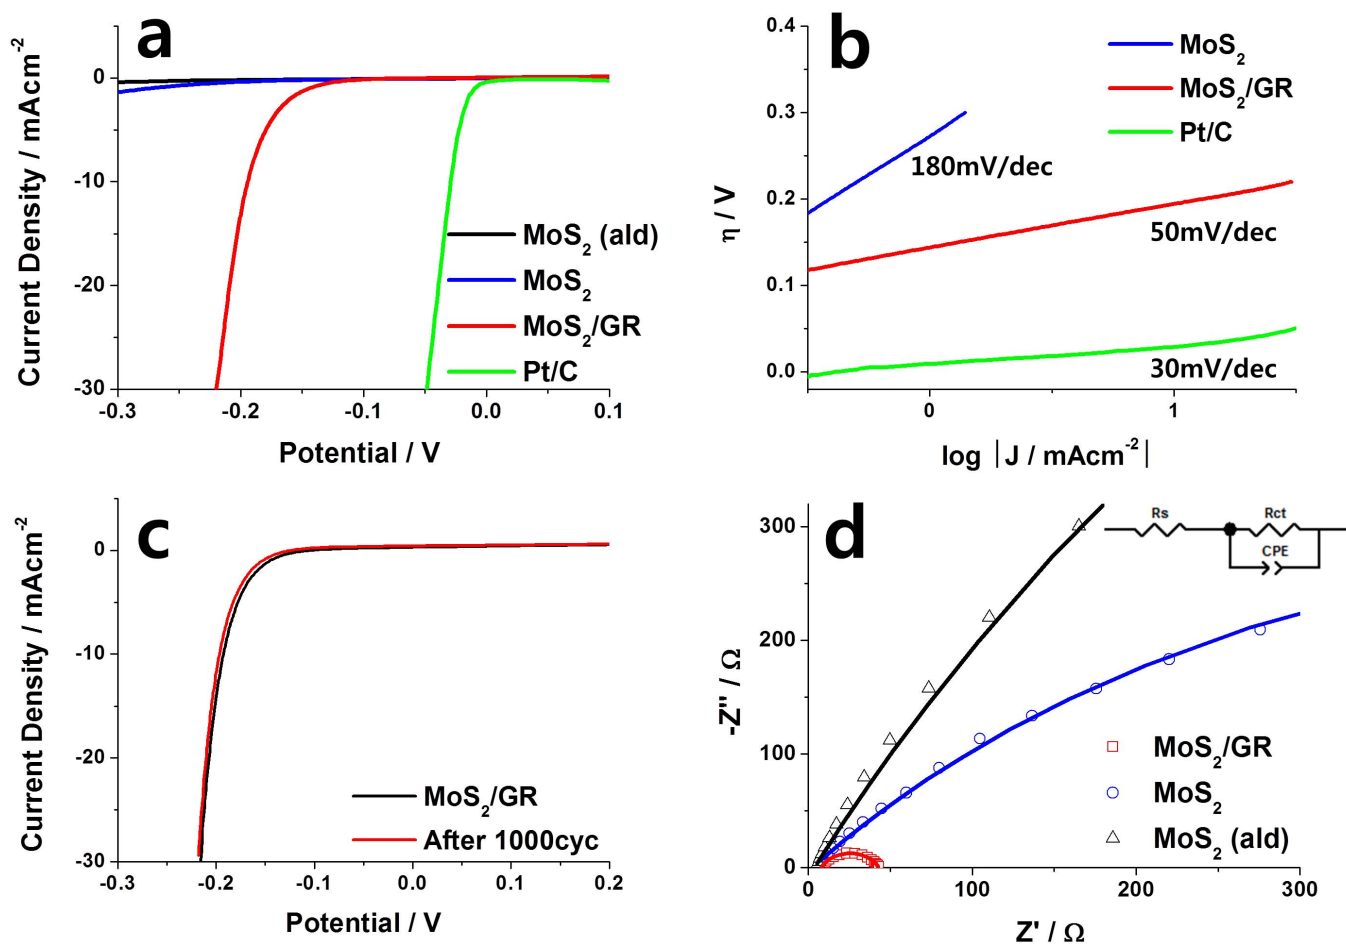 a
Current Density / mAcm-2
0
-10
-20
-30
-0.3
-0.2
-0.1
0.0
0.1
Potential / V
MoS2 (ald)
MoS2
MoS2/GR
Pt/C
b
η / V
0.4
0.3
0.2
0.1
0.0
0
1
log |J / mAcm-2|
MoS2
MoS2/GR
Pt/C
180mV/dec
50mV/dec
30mV/dec
c
Current Density / mAcm-2
0
-10
-20
-30
-0.3
-0.2
-0.1
0.0
0.1
0.2
Potential / V
MoS2/GR
After 1000cyc
d
-Z'' / Ω
300
200
100
0
0
100
200
300
Z' / Ω
Rs
Rct
CPE
MoS2/GR
MoS2
MoS2 (ald)